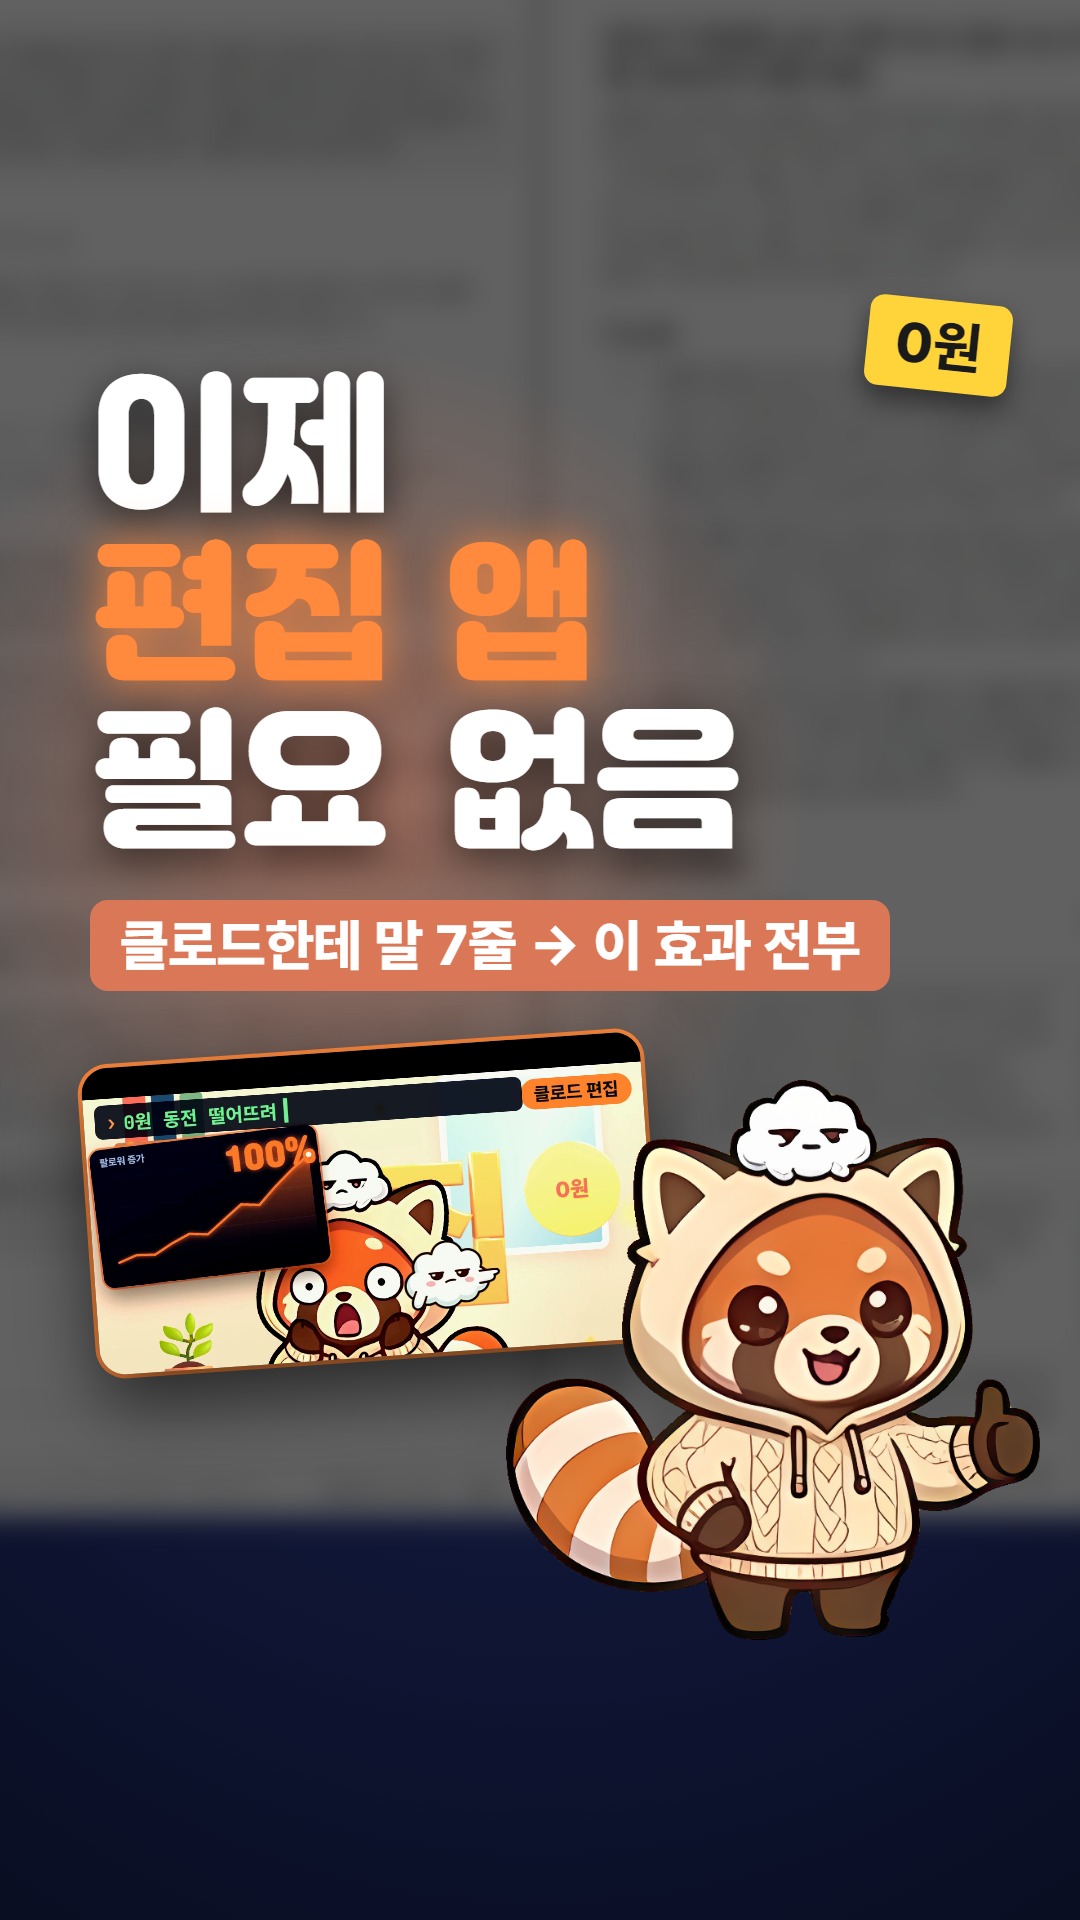 0원
이제
편집 앱
필요 없음
클로드한테 말 7줄 → 이 효과 전부
› 0원 동전 떨어뜨려
클로드 편집
팔로워 증가
100%
0원